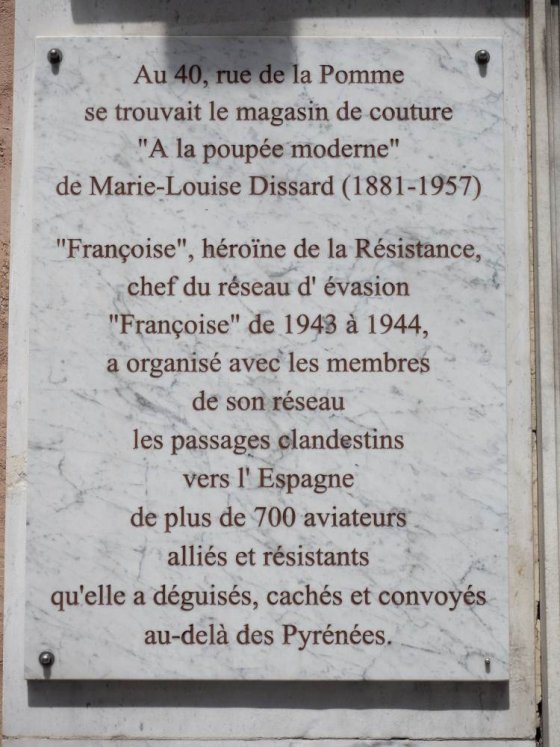 Au 40, rue de la Pomme
se trouvait le magasin de couture
"A la poupée moderne"
de Marie-Louise Dissard (1881-1957)
"Françoise", héroïne de la Résistance,
chef du réseau d' évasion
"Françoise" de 1943 à 1944,
a organisé avec les membres
de son réseau
les passages clandestins
vers l' Espagne
de plus de 700 aviateurs
alliés et résistants
qu'elle a déguisés, cachés et convoyés
au-delà des Pyrénées.